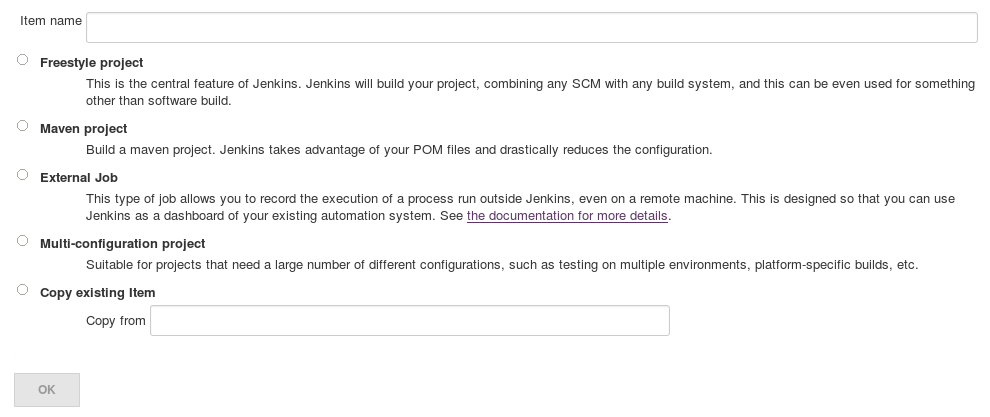 Item name
Freestyle project
This is the central feature of Jenkins. Jenkins will build your project, combining any SCM with any build system, and this can be even used for something
other than software build.
Maven project
Build a maven project. Jenkins takes advantage of your POM files and drastically reduces the configuration.
External Job
This type of job allows you to record the execution of a process run outside Jenkins, even on a remote machine. This is designed so that you can use
Jenkins as a dashboard of your existing automation system. See the documentation for more details.
Multi-configuration project
Suitable for projects that need a large number of different configurations, such as testing on multiple environments, platform-specific builds, etc.
Copy existing Item
Copy from
OK